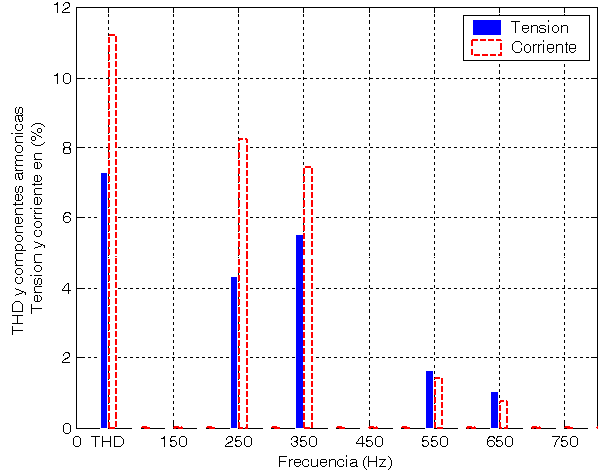 Tension
Corriente
THD y componentes armonicas
Tension y corriente en (%)
12
10
8
6
4
2
0
0 THD 150 250 350 450 550 650 750
Frecuencia (Hz)